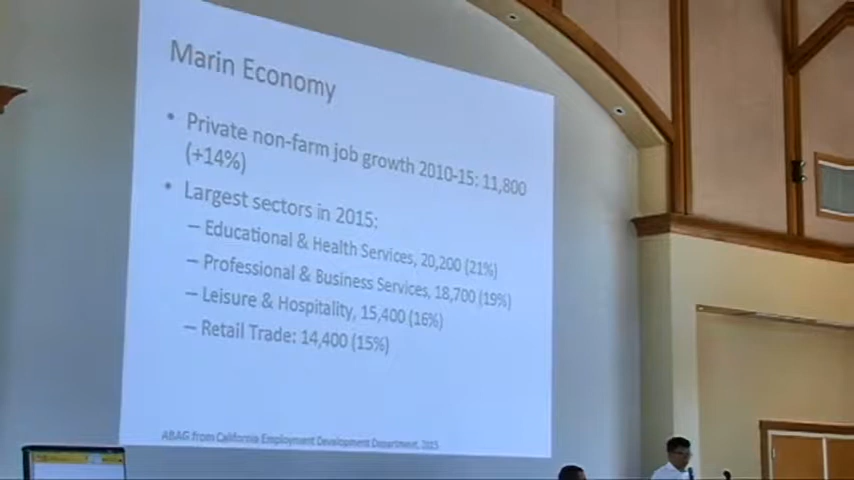 Marin Economy
• Private non-farm job growth 2010-15: 11,800
(+14%)
• Largest sectors in 2015;
– Educational & Health Services, 20,200 (21%)
– Professional & Business Services, 18,700 (19%)
– Leisure & Hospitality, 15,400 (16%)
– Retail Trade: 14,400 (15%)
ABAG from California Employment Development Department, 2015